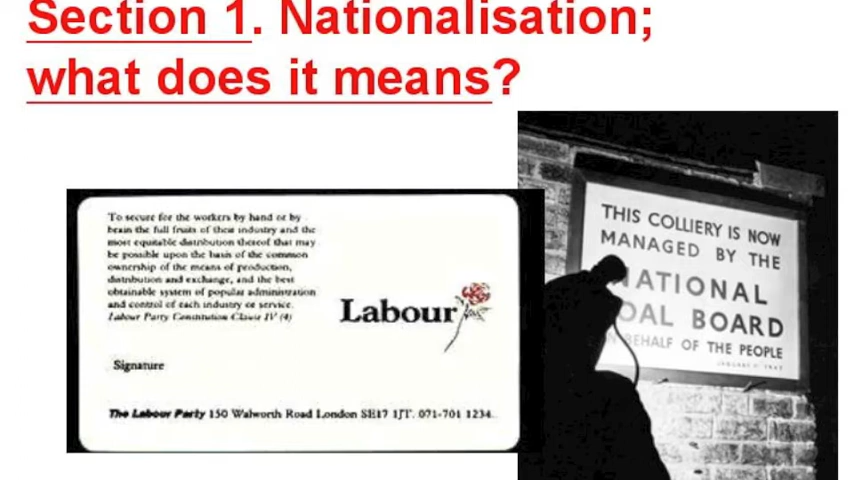 Section 1. Nationalisation;
what does it means?
To secure for the workers by hand or by
brain the full fruits of their industry and the
most equitable distribution thereof that may
be possible upon the basis of the common
ownership of the means of production,
distribution and exchange, and the best
obtainable system of popular administration
and control of each industry or service.
Labour Party Constitution Clause IV (4)
Labour
Signature
The Labour Party 150 Walworth Road London SE17 1JT. 071-701 1234
THIS COLLIERY IS NOW
MANAGED BY THE
NATIONAL
OAL BOARD
N BEHALF OF THE PEOPLE